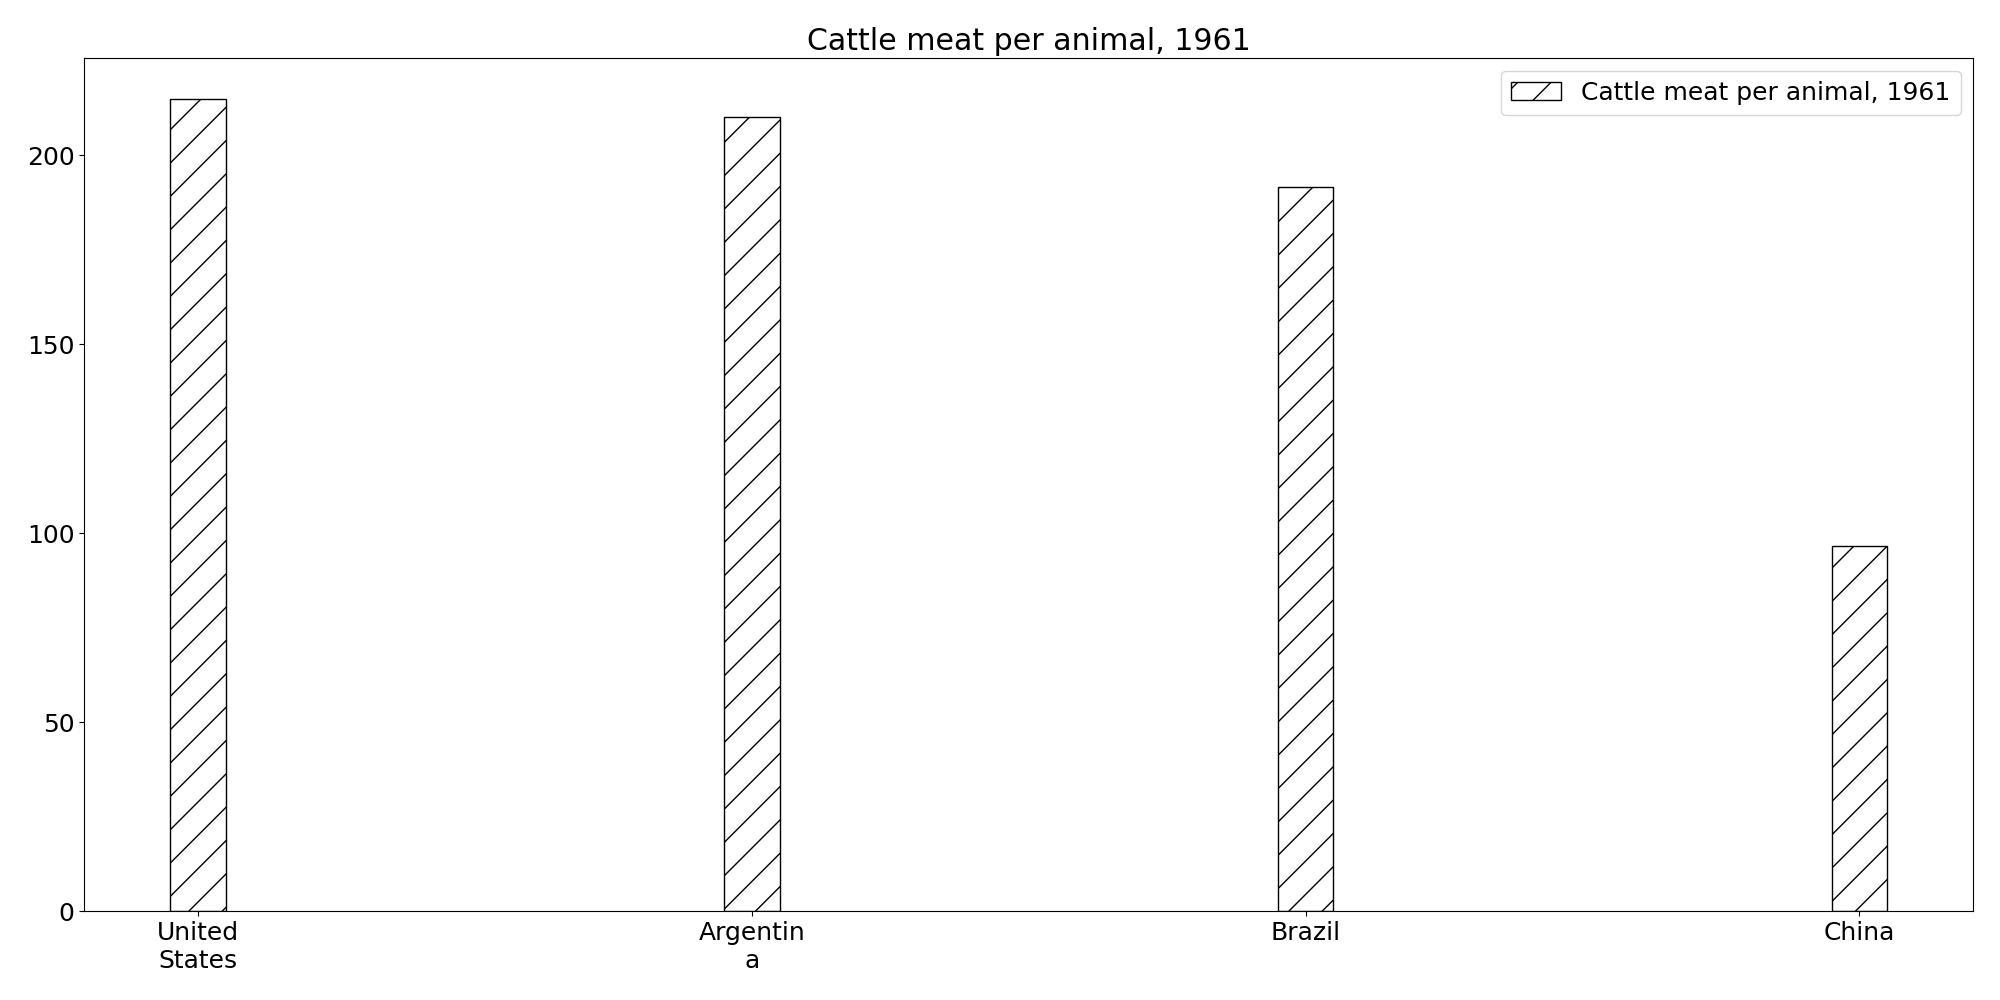 Cattle meat per animal, 1961
Cattle meat per animal, 1961
200
150
100
50
0
United
States
Argentin
a
Brazil
China